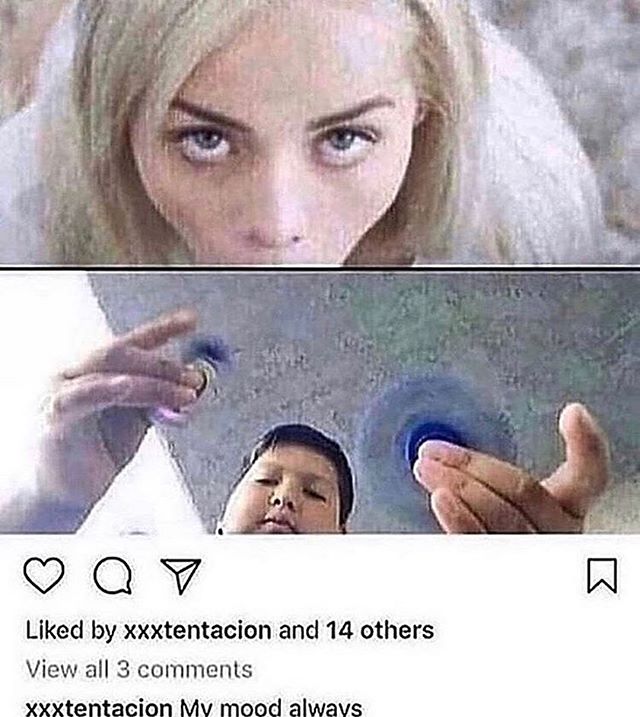 Liked by xxxtentacion and 14 others
View all 3 comments
xxxtentacion My mood always